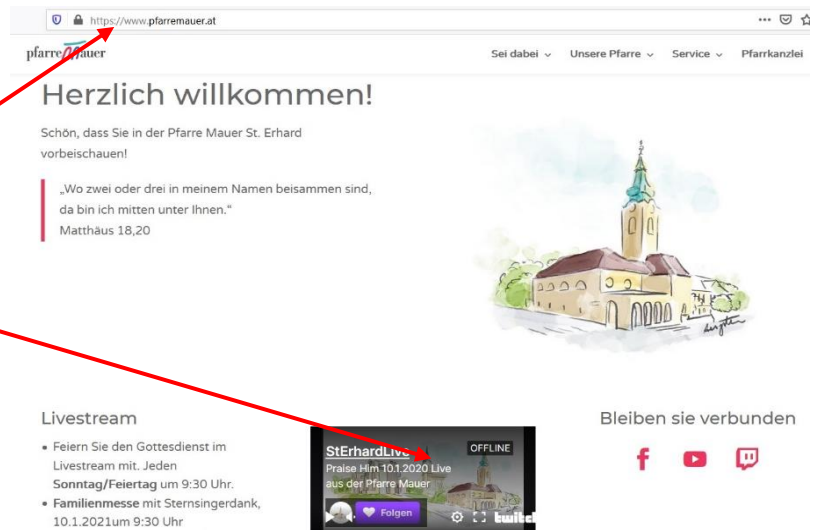 https://www.pfarremauer.at
pfarreMauer
Sei dabei Unsere Pfarre Service Pfarrkanzlei
Herzlich willkommen!
Schön, dass Sie in der Pfarre Mauer St. Erhard
vorbeischauen!
„Wo zwei oder drei in meinem Namen beisammen sind,
da bin ich mitten unter Ihnen.“
Matthäus 18,20
Livestream
• Feiern Sie den Gottesdienst im
Livestream mit. Jeden
Sonntag/Feiertag um 9:30 Uhr.
• Familienmesse mit Sternsingerdank,
10.1.2021um 9:30 Uhr
StErhardLive
OFFLINE
Praise Him 10.1.2020 Live
aus der Pfarre Mauer
Folgen
twitch
Bleiben sie verbunden